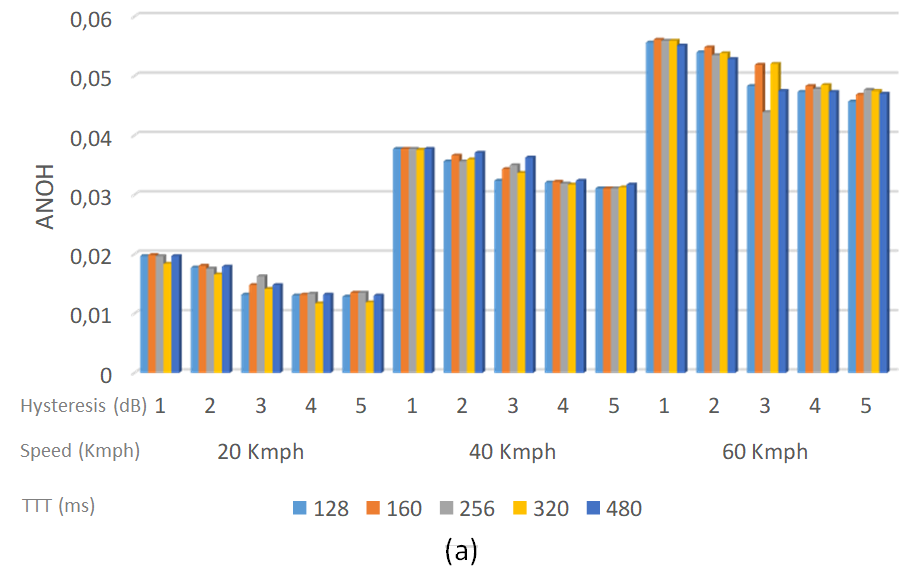 0,06
0,05
0,04
0,03
0,02
0,01
0
ANOH
Hysteresis (dB) 1 2 3 4 5 1 2 3 4 5 1 2 3 4 5
Speed (Kmph) 20 Kmph 40 Kmph 60 Kmph
TTT (ms) 128 160 256 320 480
(a)